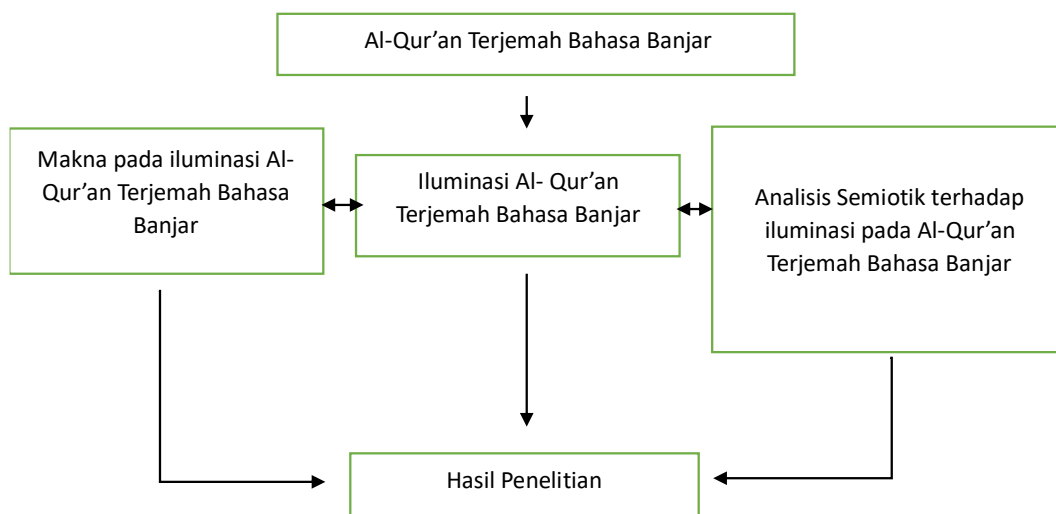 Al-Qur’an Terjemah Bahasa Banjar
Makna pada iluminasi Al-
Qur’an Terjemah Bahasa
Banjar
Iluminasi Al- Qur’an
Terjemah Bahasa Banjar
Analisis Semiotik terhadap
iluminasi pada Al-Qur’an
Terjemah Bahasa Banjar
Hasil Penelitian